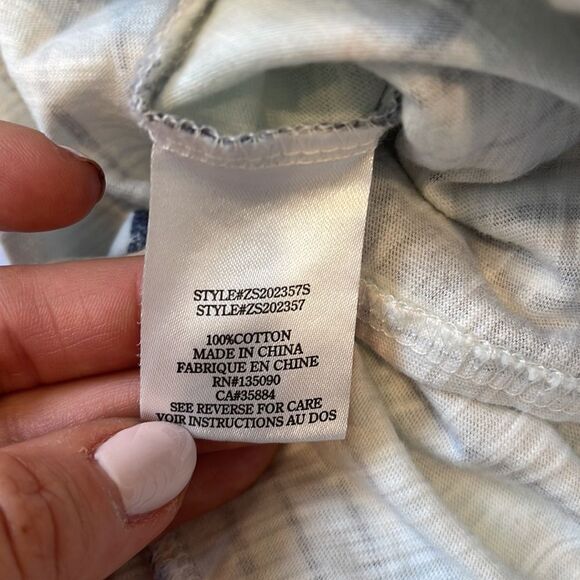 STYLE#ZS202357S
STYLE#ZS202357
100%COTTON
MADE IN CHINA
FABRIQUE EN CHINE
RN#135090
CA#35884
SEE REVERSE FOR CARE
VOIR INSTRUCTIONS AU DOS